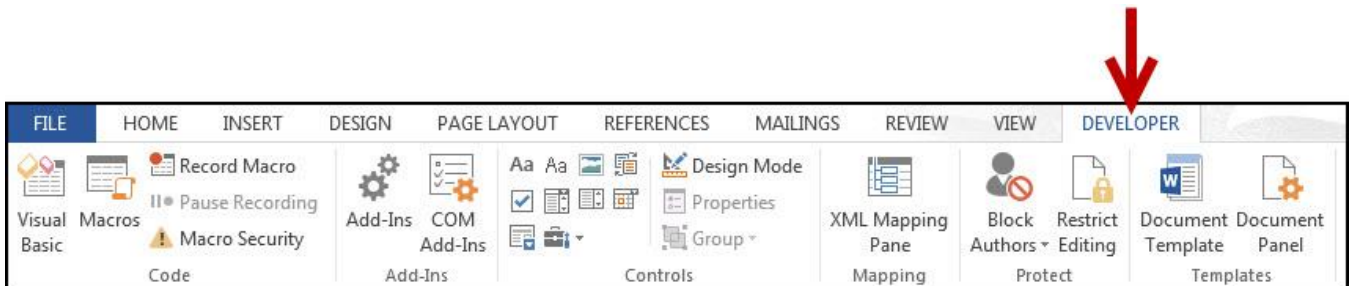 FILE HOME INSERT DESIGN PAGE LAYOUT REFERENCES MAILINGS REVIEW VIEW DEVELOPER
Visual Basic
Macros
Record Macro
Pause Recording
Macro Security
Code
Add-Ins
COM Add-Ins
Add-Ins
Aa Aa
Design Mode
Properties
Group
Controls
XML Mapping Pane
Mapping
Block Authors
Restrict Editing
Protect
Document Template
Document Panel
Templates